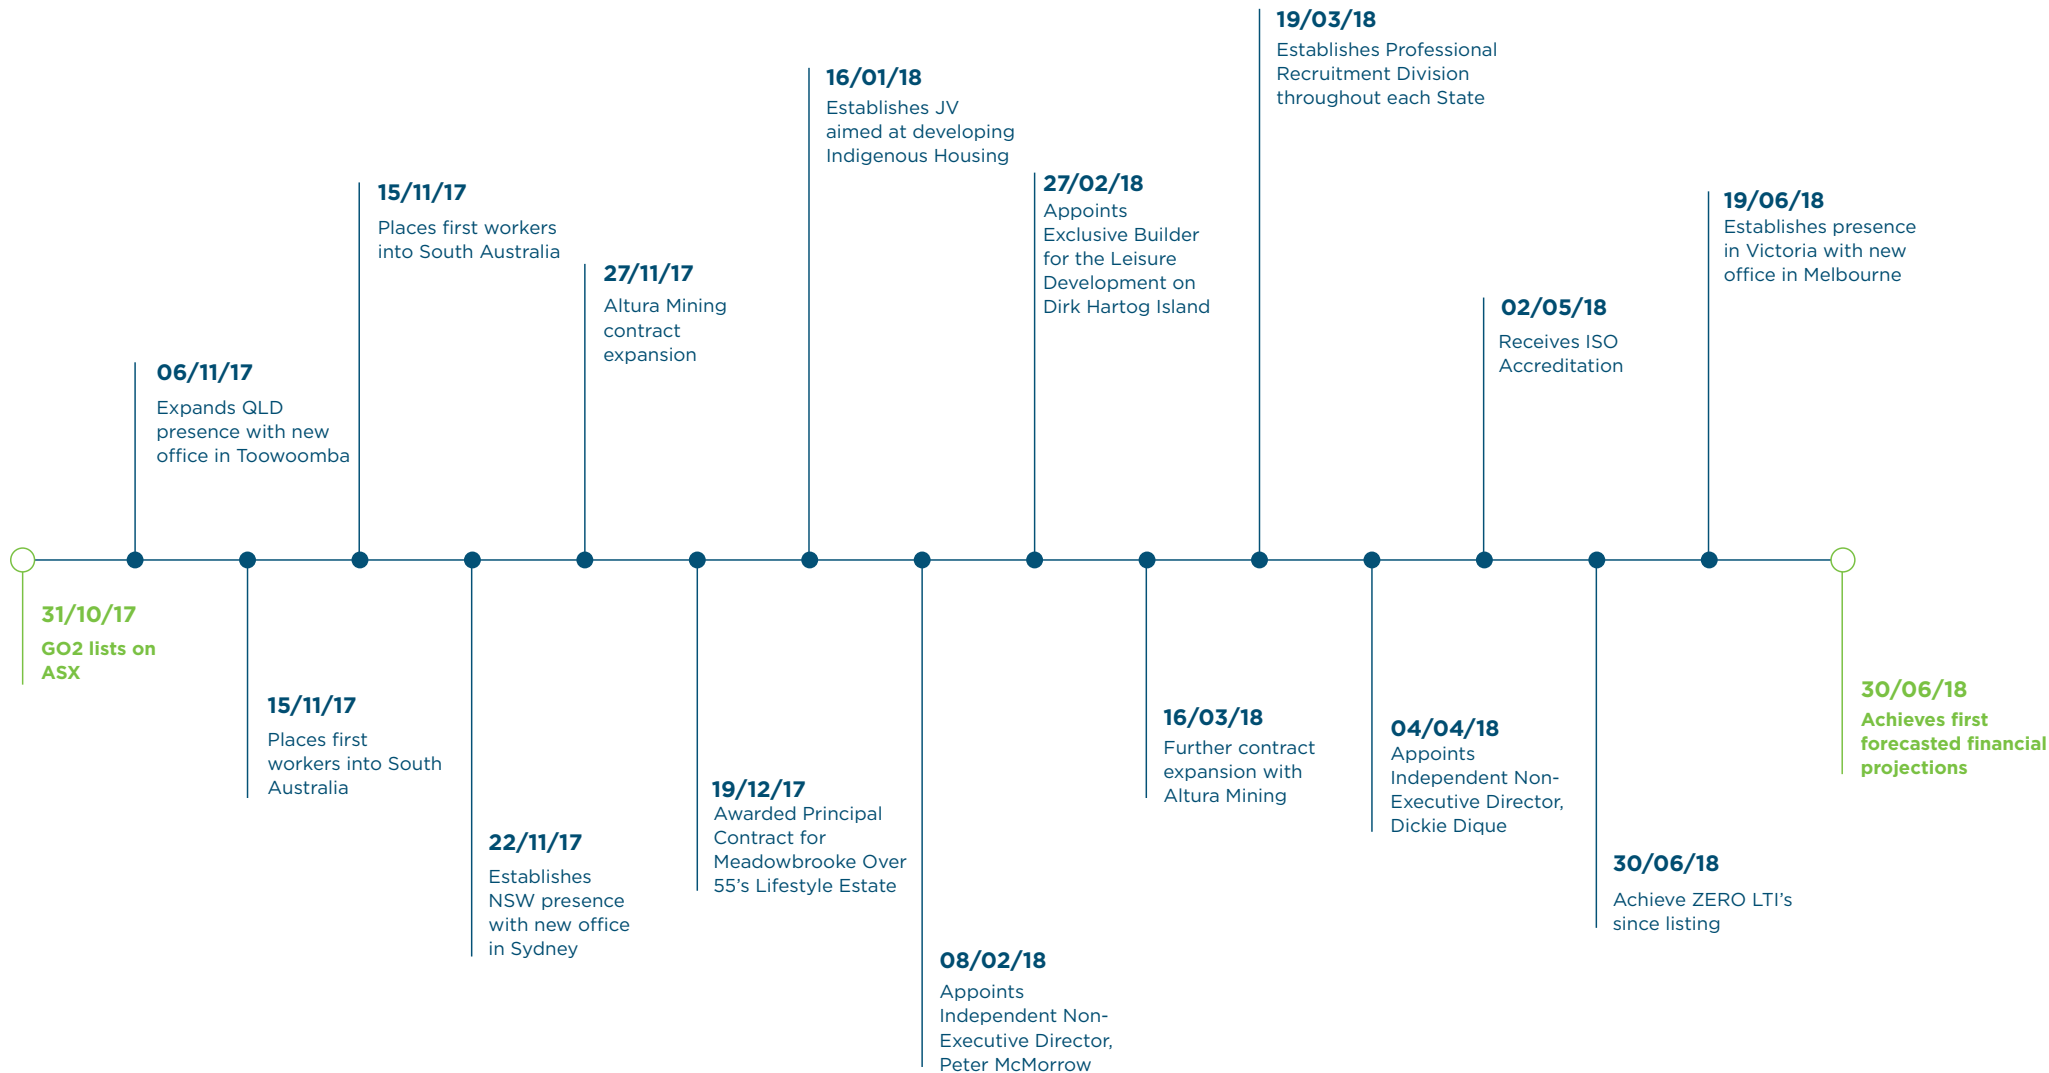 31/10/17
GO2 lists on
ASX
06/11/17
Expands QLD
presence with new
office in Toowoomba
15/11/17
Places first
workers into South
Australia
15/11/17
Places first workers
into South Australia
22/11/17
Establishes
NSW presence
with new office
in Sydney
27/11/17
Altura Mining
contract
expansion
19/12/17
Awarded Principal
Contract for
Meadowbrooke Over
55’s Lifestyle Estate
16/01/18
Establishes JV
aimed at developing
Indigenous Housing
08/02/18
Appoints
Independent Non-
Executive Director,
Peter McMorrow
27/02/18
Appoints
Exclusive Builder
for the Leisure
Development on
Dirk Hartog Island
16/03/18
Further contract
expansion with
Altura Mining
19/03/18
Establishes Professional
Recruitment Division
throughout each State
04/04/18
Appoints
Independent Non-
Executive Director,
Dickie Dique
02/05/18
Receives ISO
Accreditation
30/06/18
Achieve ZERO LTI’s
since listing
19/06/18
Establishes presence
in Victoria with new
office in Melbourne
30/06/18
Achieves first
forecasted financial
projections